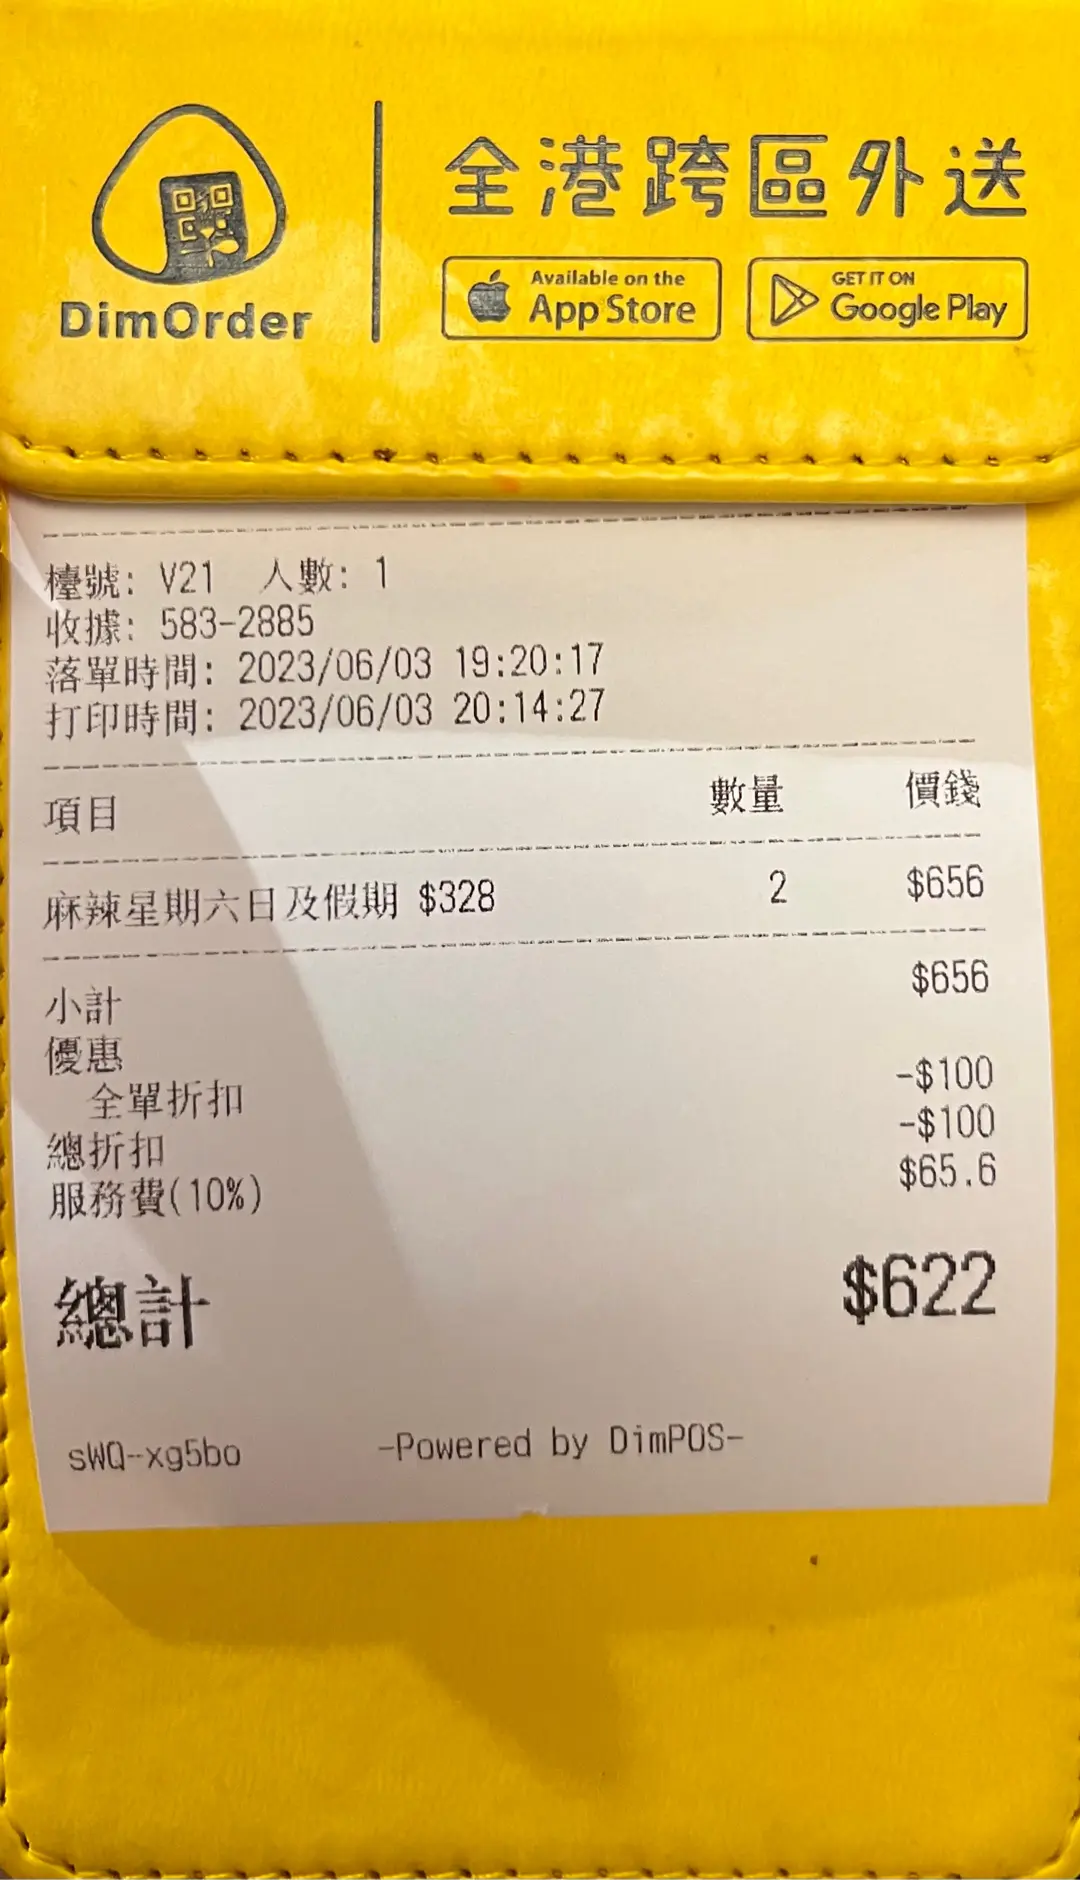 DimOrder
全港跨區外送
Available on the
App Store
GET IT ON
Google Play
檯號: V21 人數: 1
收據: 583-2885
落單時間: 2023/06/03 19:20:17
打印時間: 2023/06/03 20:14:27
項目 數量 價錢
麻辣星期六日及假期 $328 2 $656
小計 $656
優惠
全單折扣 -$100
總折扣 -$100
服務費(10%) $65.6
總計 $622
sWQ--xg5bo -Powered by DimPOS-